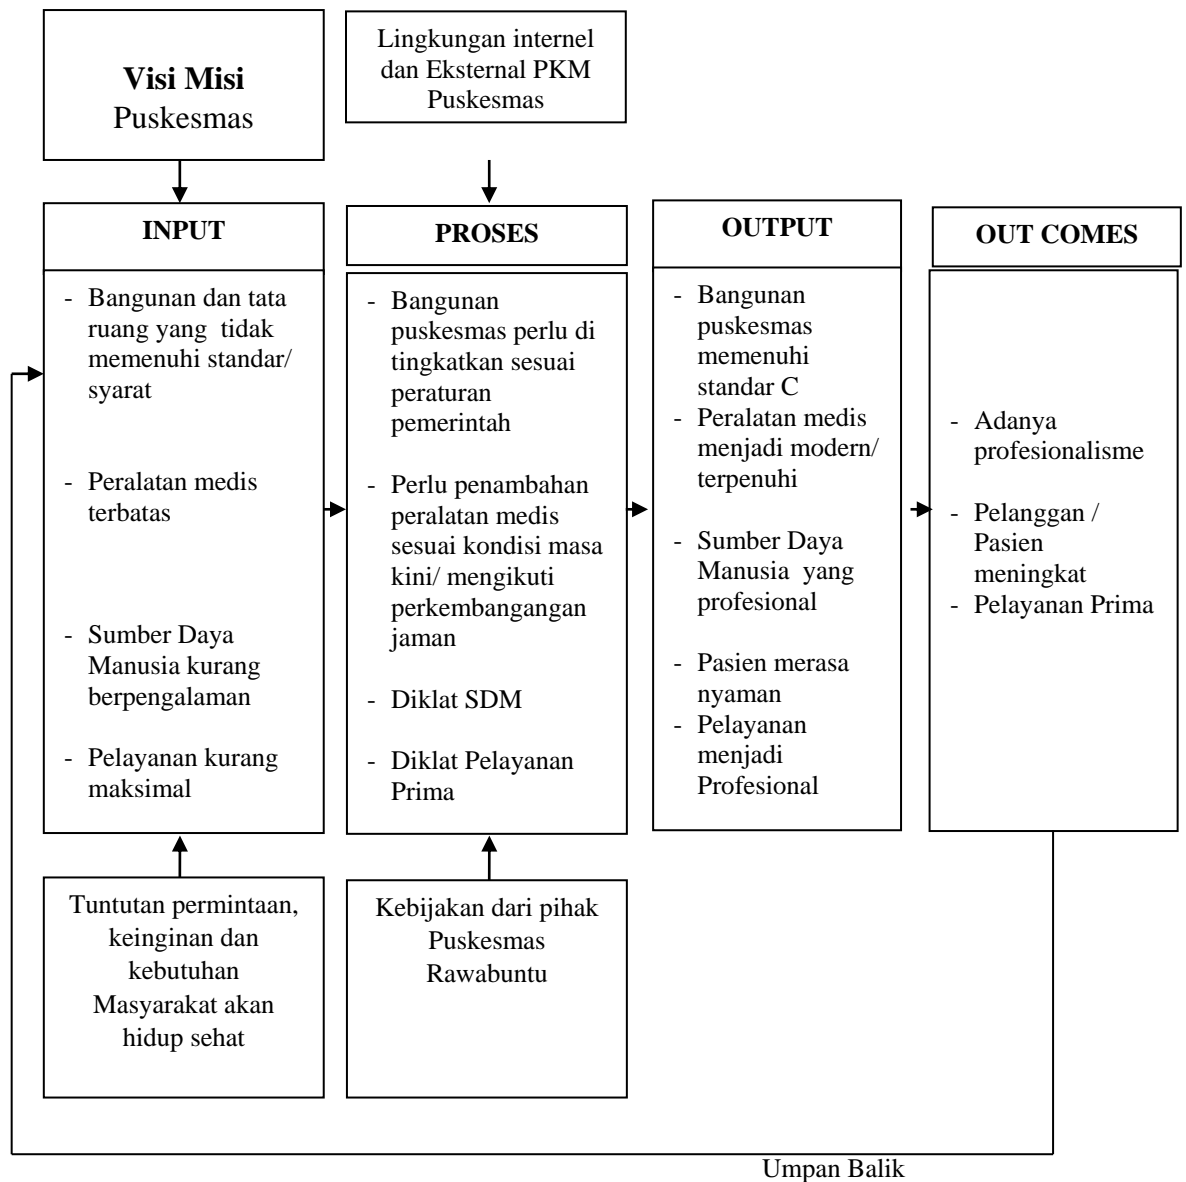 Visi Misi
Puskesmas
Lingkungan internel
dan Eksternal PKM
Puskesmas
INPUT
- Bangunan dan tata
ruang yang tidak
memenuhi standar/
syarat
- Peralatan medis
terbatas
- Sumber Daya
Manusia kurang
berpengalaman
- Pelayanan kurang
maksimal
PROSES
- Bangunan
puskesmas perlu di
tingkatkan sesuai
peraturan
pemerintah
- Perlu penambahan
peralatan medis
sesuai kondisi masa
kini/ mengikuti
perkembangangan
jaman
- Diklat SDM
- Diklat Pelayanan
Prima
OUTPUT
- Bangunan
puskesmas
memenuhi
standar C
- Peralatan medis
menjadi modern/
terpenuhi
- Sumber Daya
Manusia yang
profesional
- Pasien merasa
nyaman
- Pelayanan
menjadi
Profesional
OUT COMES
- Adanya
profesionalisme
- Pelanggan /
Pasien
meningkat
- Pelayanan Prima
Tuntutan permintaan,
keinginan dan
kebutuhan
Masyarakat akan
hidup sehat
Kebijakan dari pihak
Puskesmas
Rawabuntu
Umpan Balik